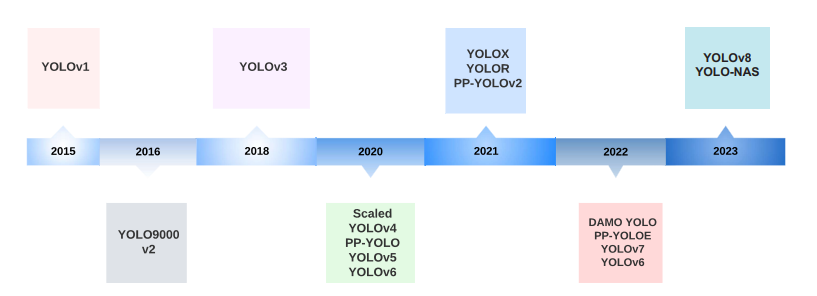 YOLOv1
YOLOv3
YOLOX
YOLOR
PP-YOLOv2
YOLOv8
YOLO-NAS
2015
2016
2018
2020
2021
2022
2023
YOLO9000
v2
Scaled
YOLOv4
PP-YOLO
YOLOv5
YOLOv6
DAMO YOLO
PP-YOLOE
YOLOv7
YOLOv6